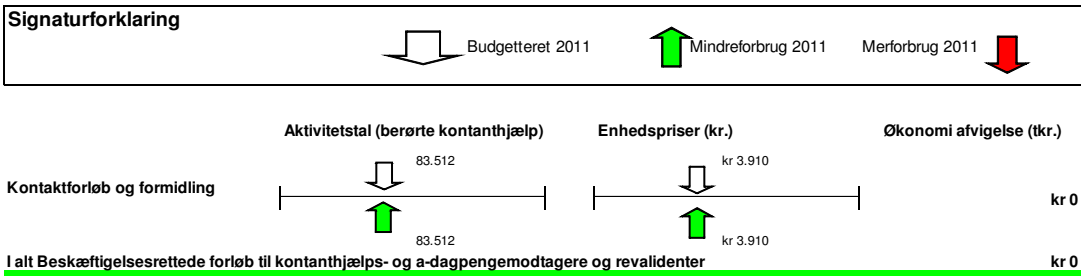 Signaturforklaring
Budgetteret 2011 Mindreforbrug 2011 Merforbrug 2011
Aktivitetstal (berørte kontanthjælp) Enhedspriser (kr.) Økonomi afvigelse (tkr.)
83.512 kr 3.910
Kontaktforløb og formidling kr 0
83.512 kr 3.910
I alt Beskæftigelsesrettede forløb til kontanthjælps- og a-dagpengemodtagere og revalidenter kr 0